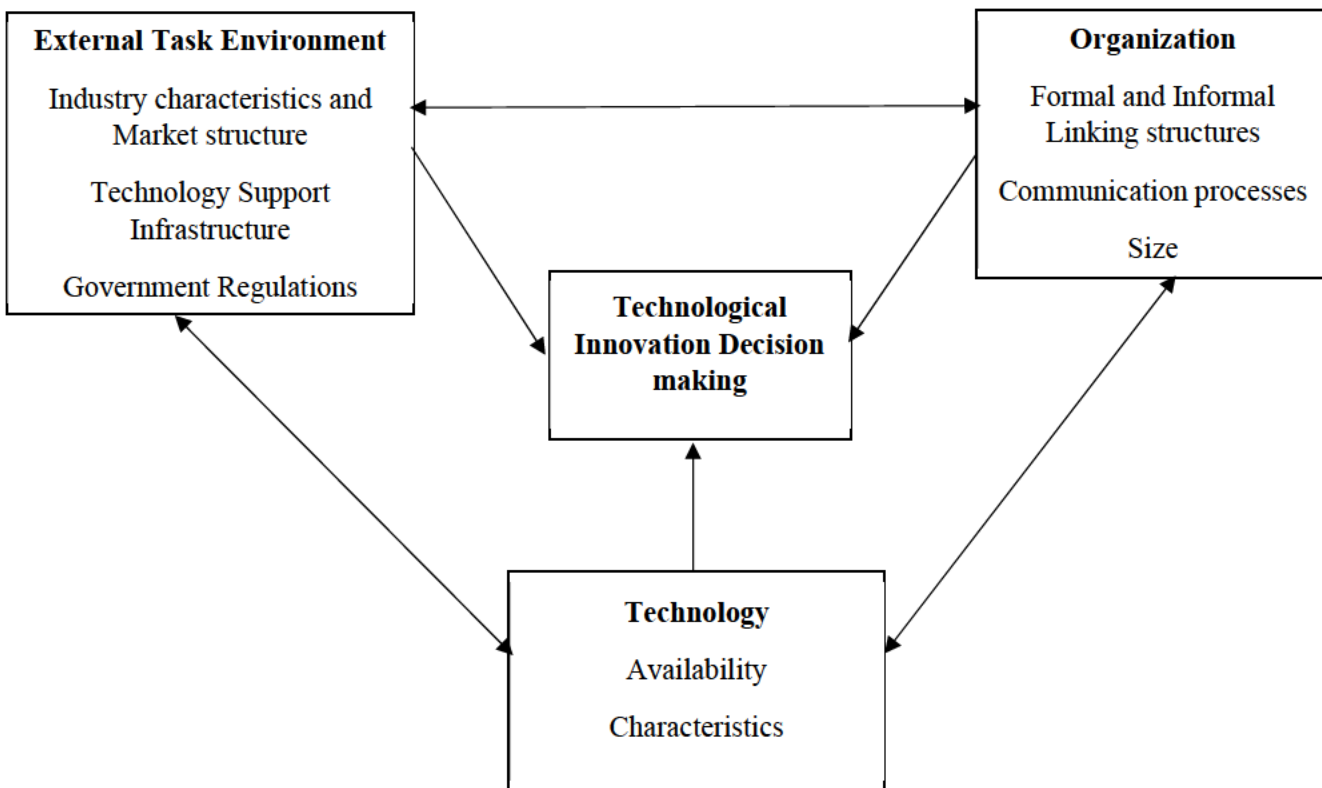 External Task Environment
Industry characteristics and
Market structure
Technology Support
Infrastructure
Government Regulations
Organization
Formal and Informal
Linking structures
Communication processes
Size
Technological
Innovation Decision
making
Technology
Availability
Characteristics